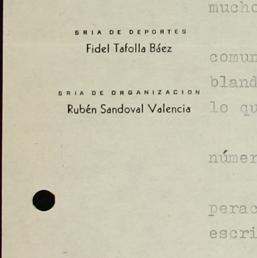 mucho
SRIA DE DEPORTES
Fidel Tafolla Báez
comun
bland
SRIA DE ORGANIZACION
Rubén Sandoval Valencia
lo qu
númer
perac
escri